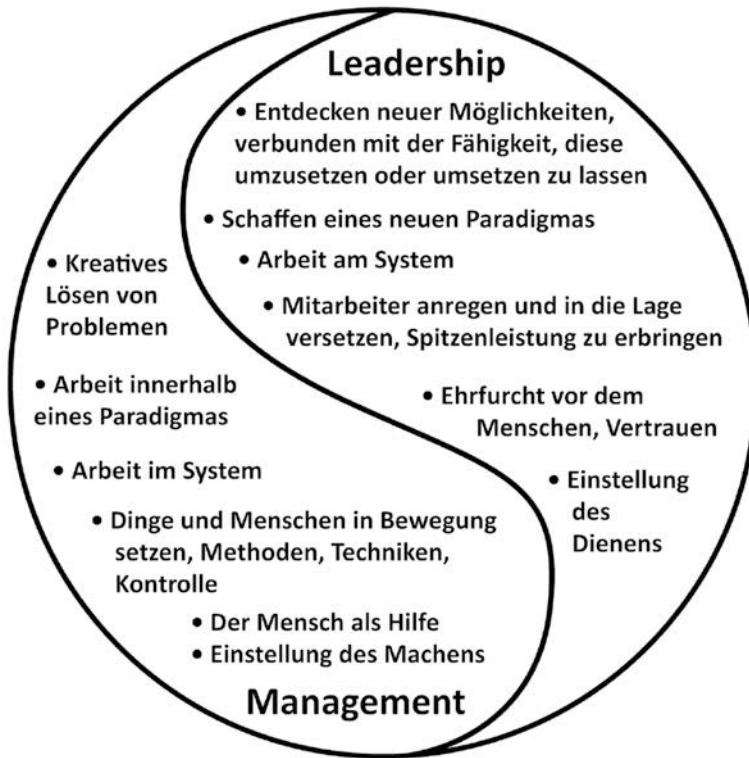 Leadership
• Entdecken neuer Möglichkeiten,
verbunden mit der Fähigkeit, diese
umzusetzen oder umsetzen zu lassen
• Schaffen eines neuen Paradigmas
• Arbeit am System
• Mitarbeiter anregen und in die Lage
versetzen, Spitzenleistung zu erbringen
• Ehrfurcht vor dem
Menschen, Vertrauen
• Einstellung
des
Dienens
• Kreatives
Lösen von
Problemen
• Arbeit innerhalb
eines Paradigmas
• Arbeit im System
• Dinge und Menschen in Bewegung
setzen, Methoden, Techniken,
Kontrolle
• Der Mensch als Hilfe
• Einstellung des Machens
Management